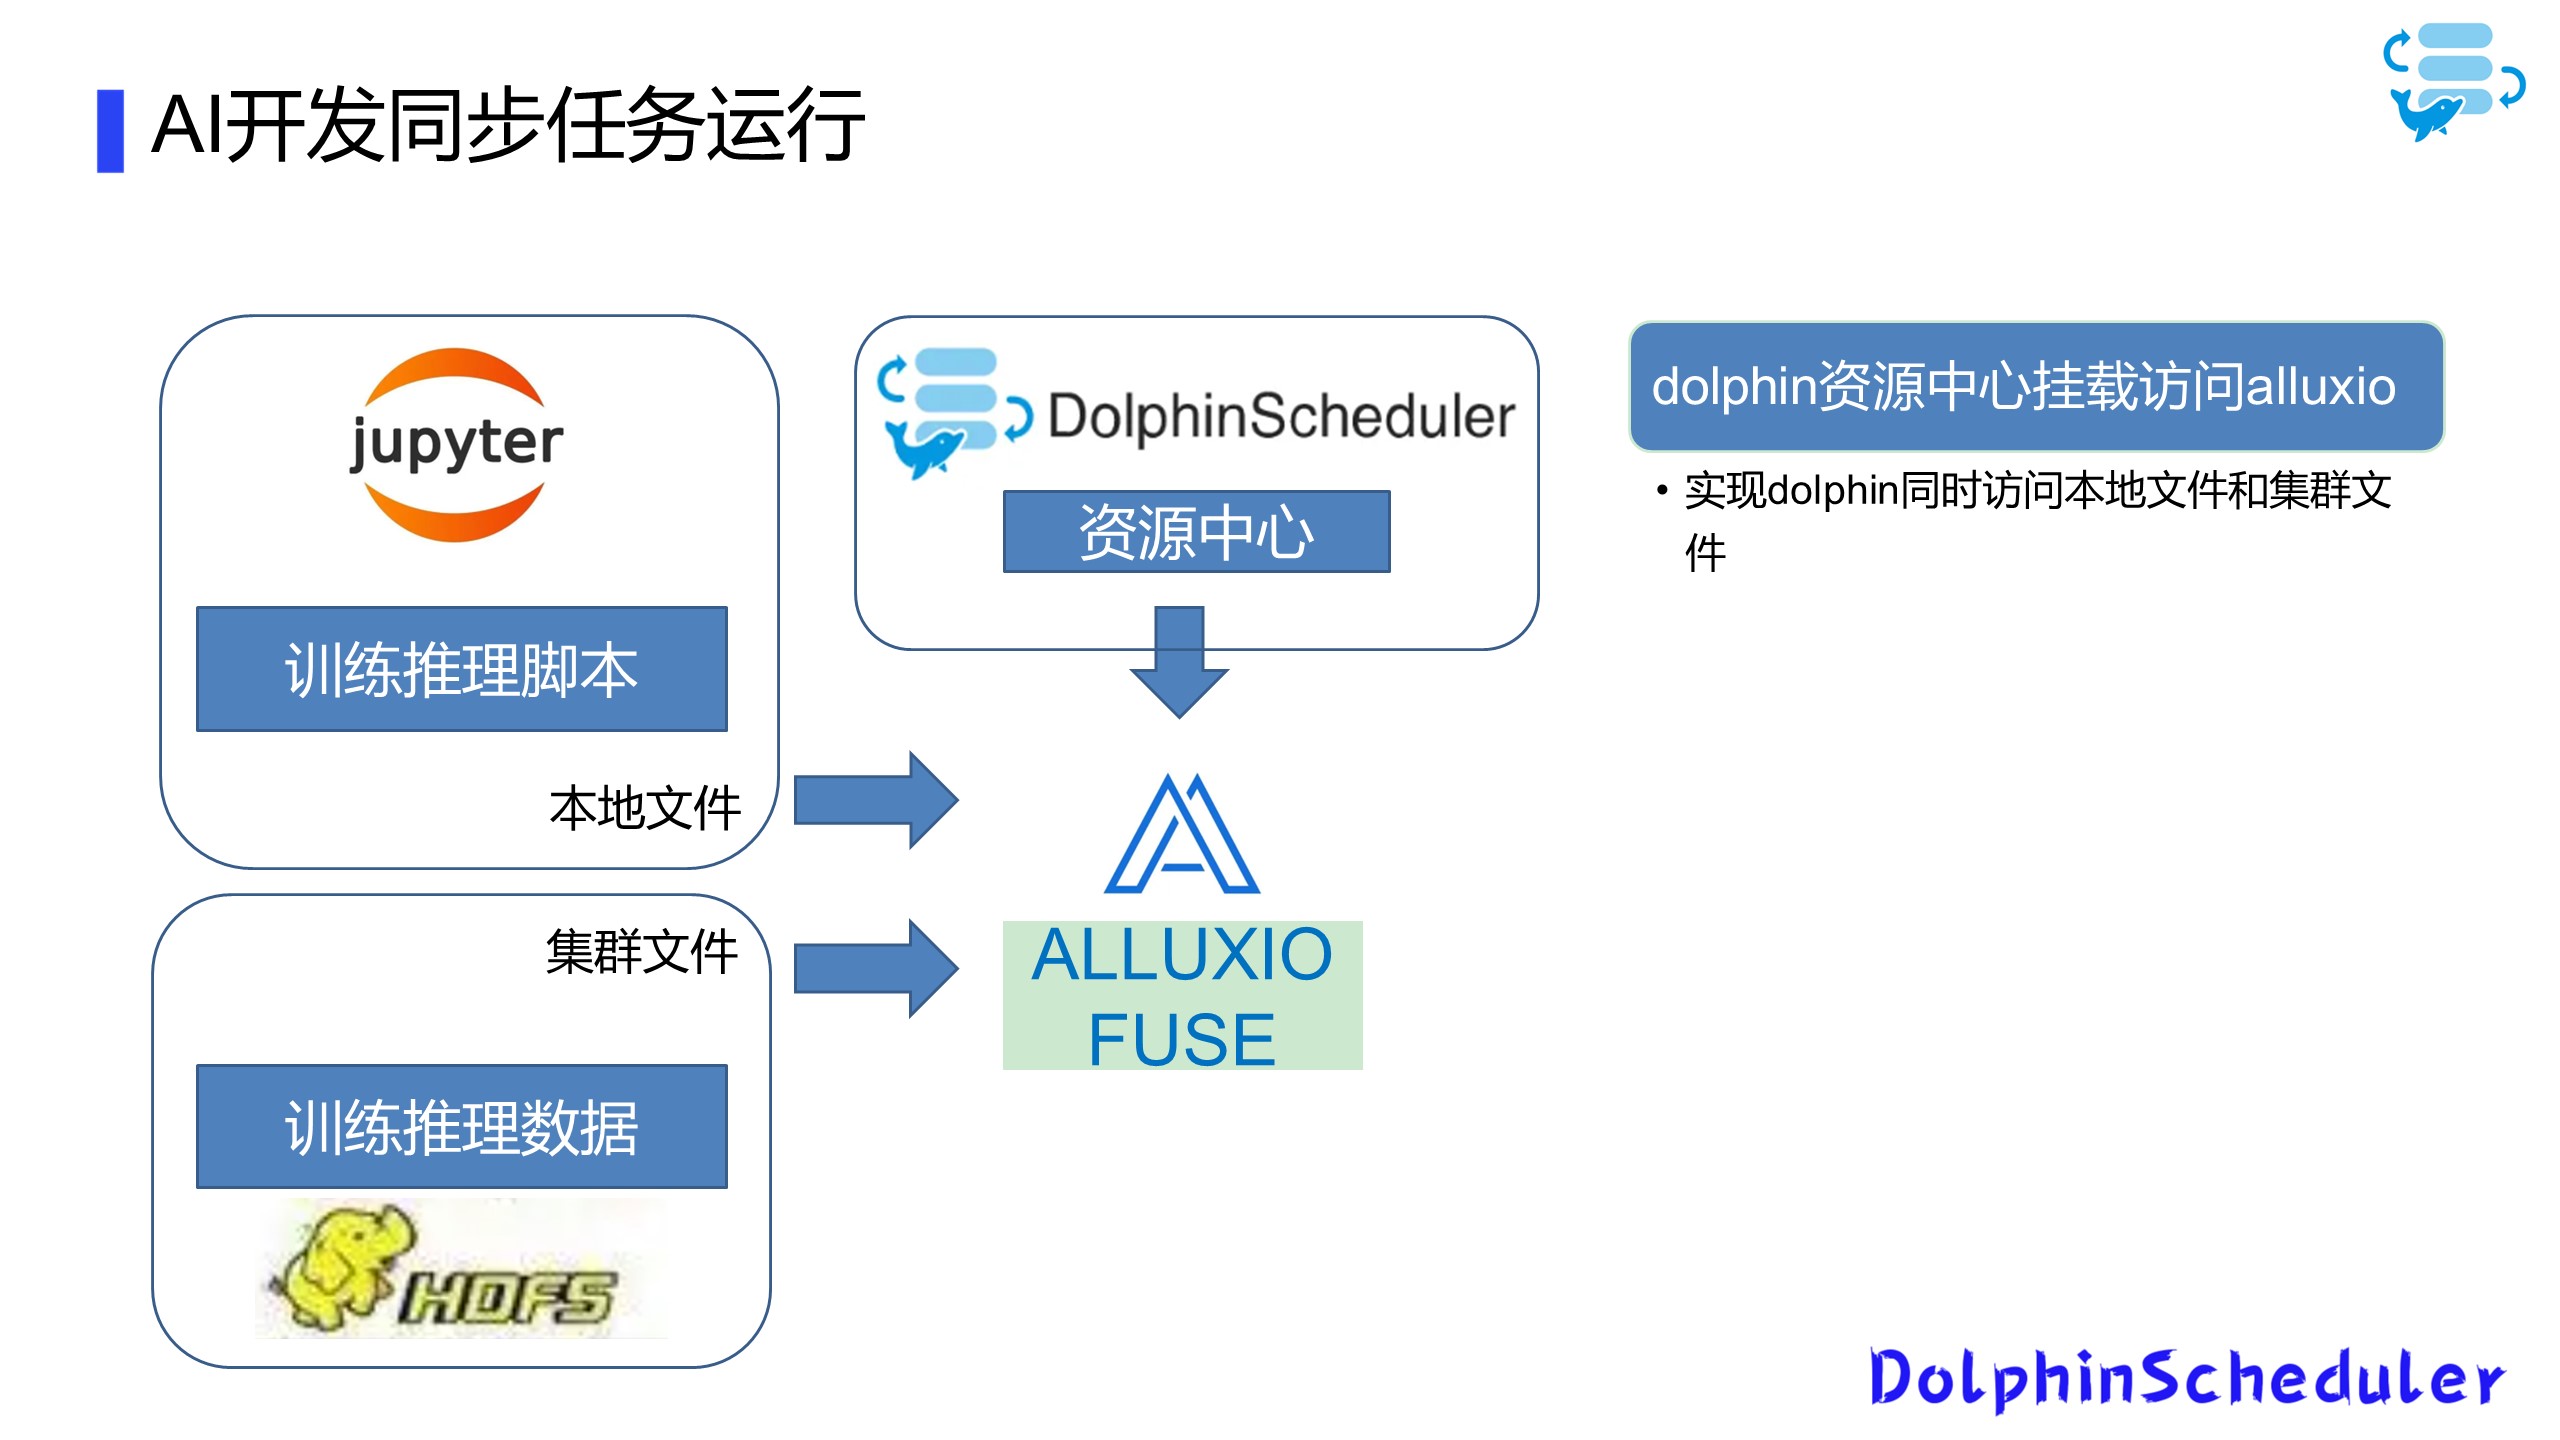 AI开发同步任务运行
jupyter
训练推理脚本
本地文件
集群文件
训练推理数据
HDFS
DolphinScheduler
资源中心
ALLUXIO
FUSE
dolphin资源中心挂载访问alluxio
• 实现dolphin同时访问本地文件和集群文
件
DolphinScheduler